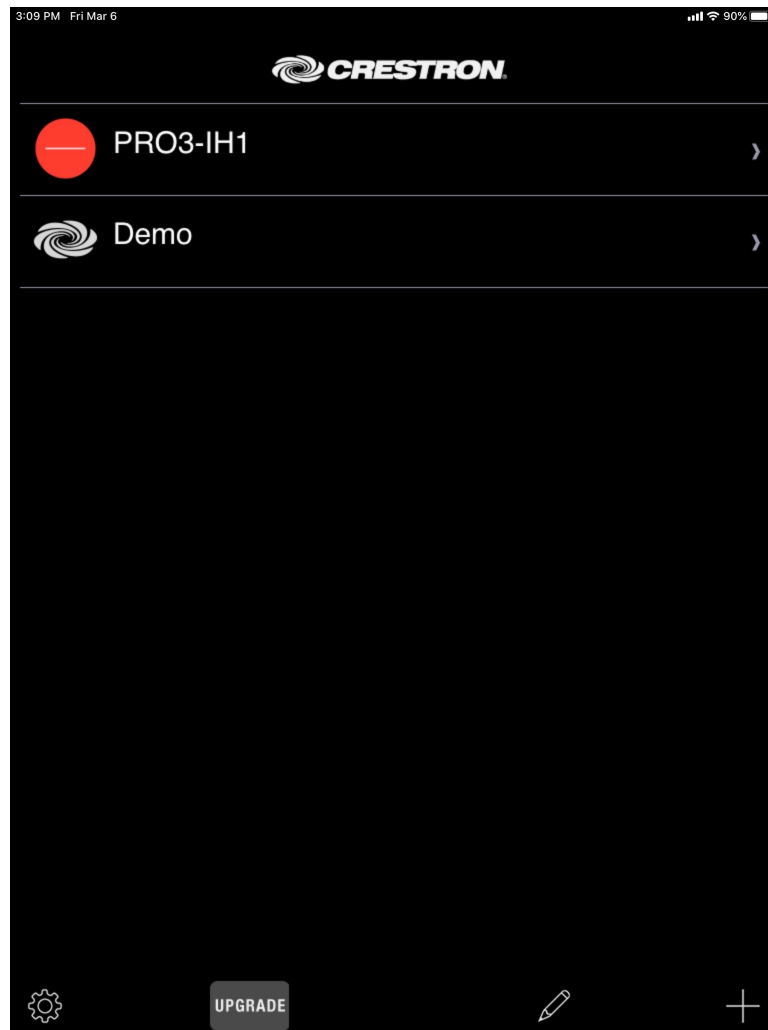 3:09 PM Fri Mar 6 90%
CRESTRON.
PRO3-IH1
Demo
UPGRADE